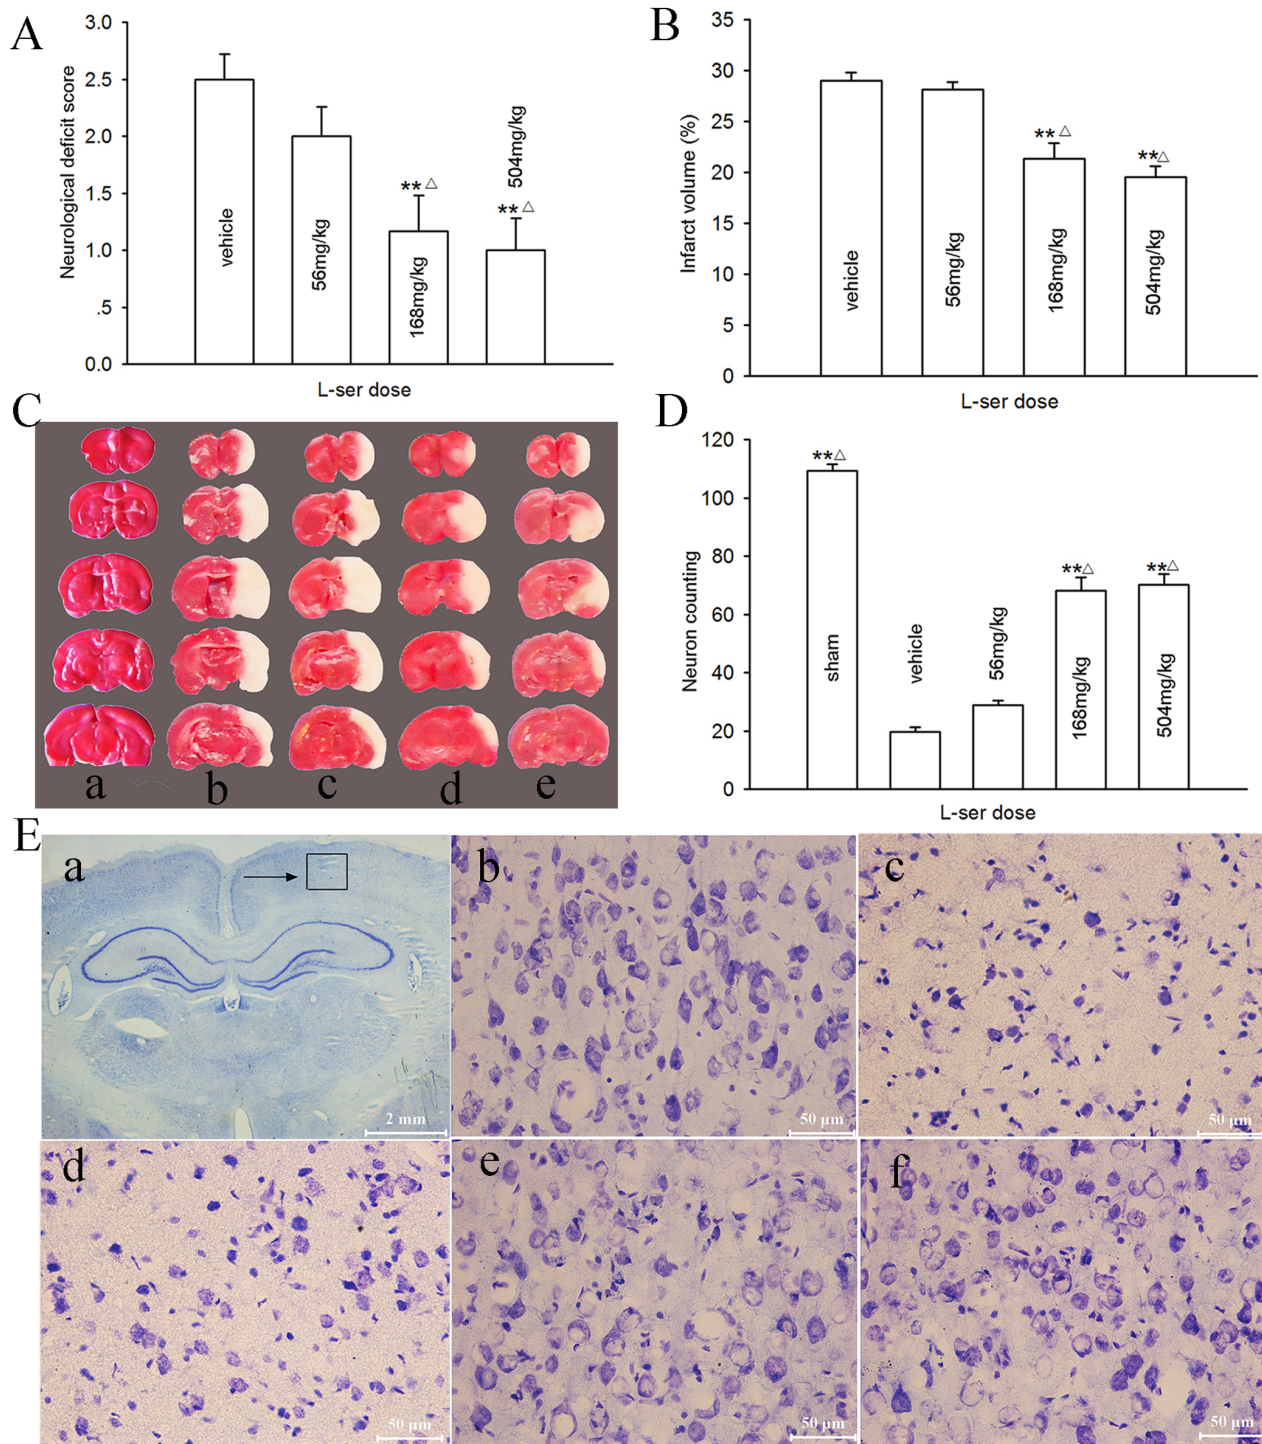 A
Neurological deficit score
3.0
2.5
2.0
1.5
1.0
.5
0.0
vehicle
56mg/kg
168mg/kg
504mg/kg
**△
**△
L-ser dose
B
Infarct volume (%)
35
30
25
20
15
10
5
0
vehicle
56mg/kg
168mg/kg
504mg/kg
**△
**△
L-ser dose
C
a b c d e
D
Neuron counting
120
100
80
60
40
20
0
sham
vehicle
56mg/kg
168mg/kg
504mg/kg
**△
**△
**△
L-ser dose
E
a
2 mm
b
50 μm
c
50 μm
d
50 μm
e
50 μm
f
50 μm